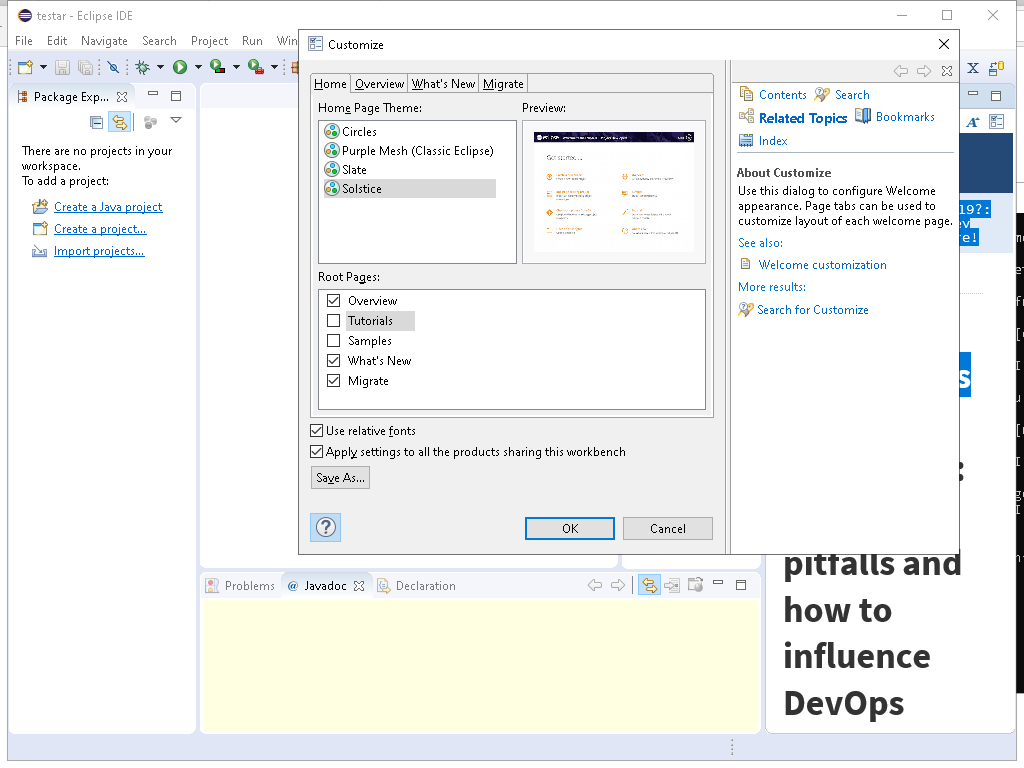 testar - Eclipse IDE
File Edit Navigate Search Project Run Win
Package Exp...
There are no projects in your
workspace.
To add a project:
Create a Java project
Create a project...
Import projects...
Customize
Home Overview What's New Migrate
Home Page Theme:
Preview:
Circles
Purple Mesh (Classic Eclipse)
Slate
Solstice
Root Pages:
Overview
Tutorials
Samples
What's New
Migrate
Use relative fonts
Apply settings to all the products sharing this workbench
Save As...
OK
Cancel
Contents Search
Related Topics Bookmarks
Index
About Customize
Use this dialog to configure Welcome
appearance. Page tabs can be used to
customize layout of each welcome page.
See also:
Welcome customization
More results:
Search for Customize
19?:
ev
re!
s
:
pitfalls and
how to
influence
DevOps
Problems @ Javadoc Declaration